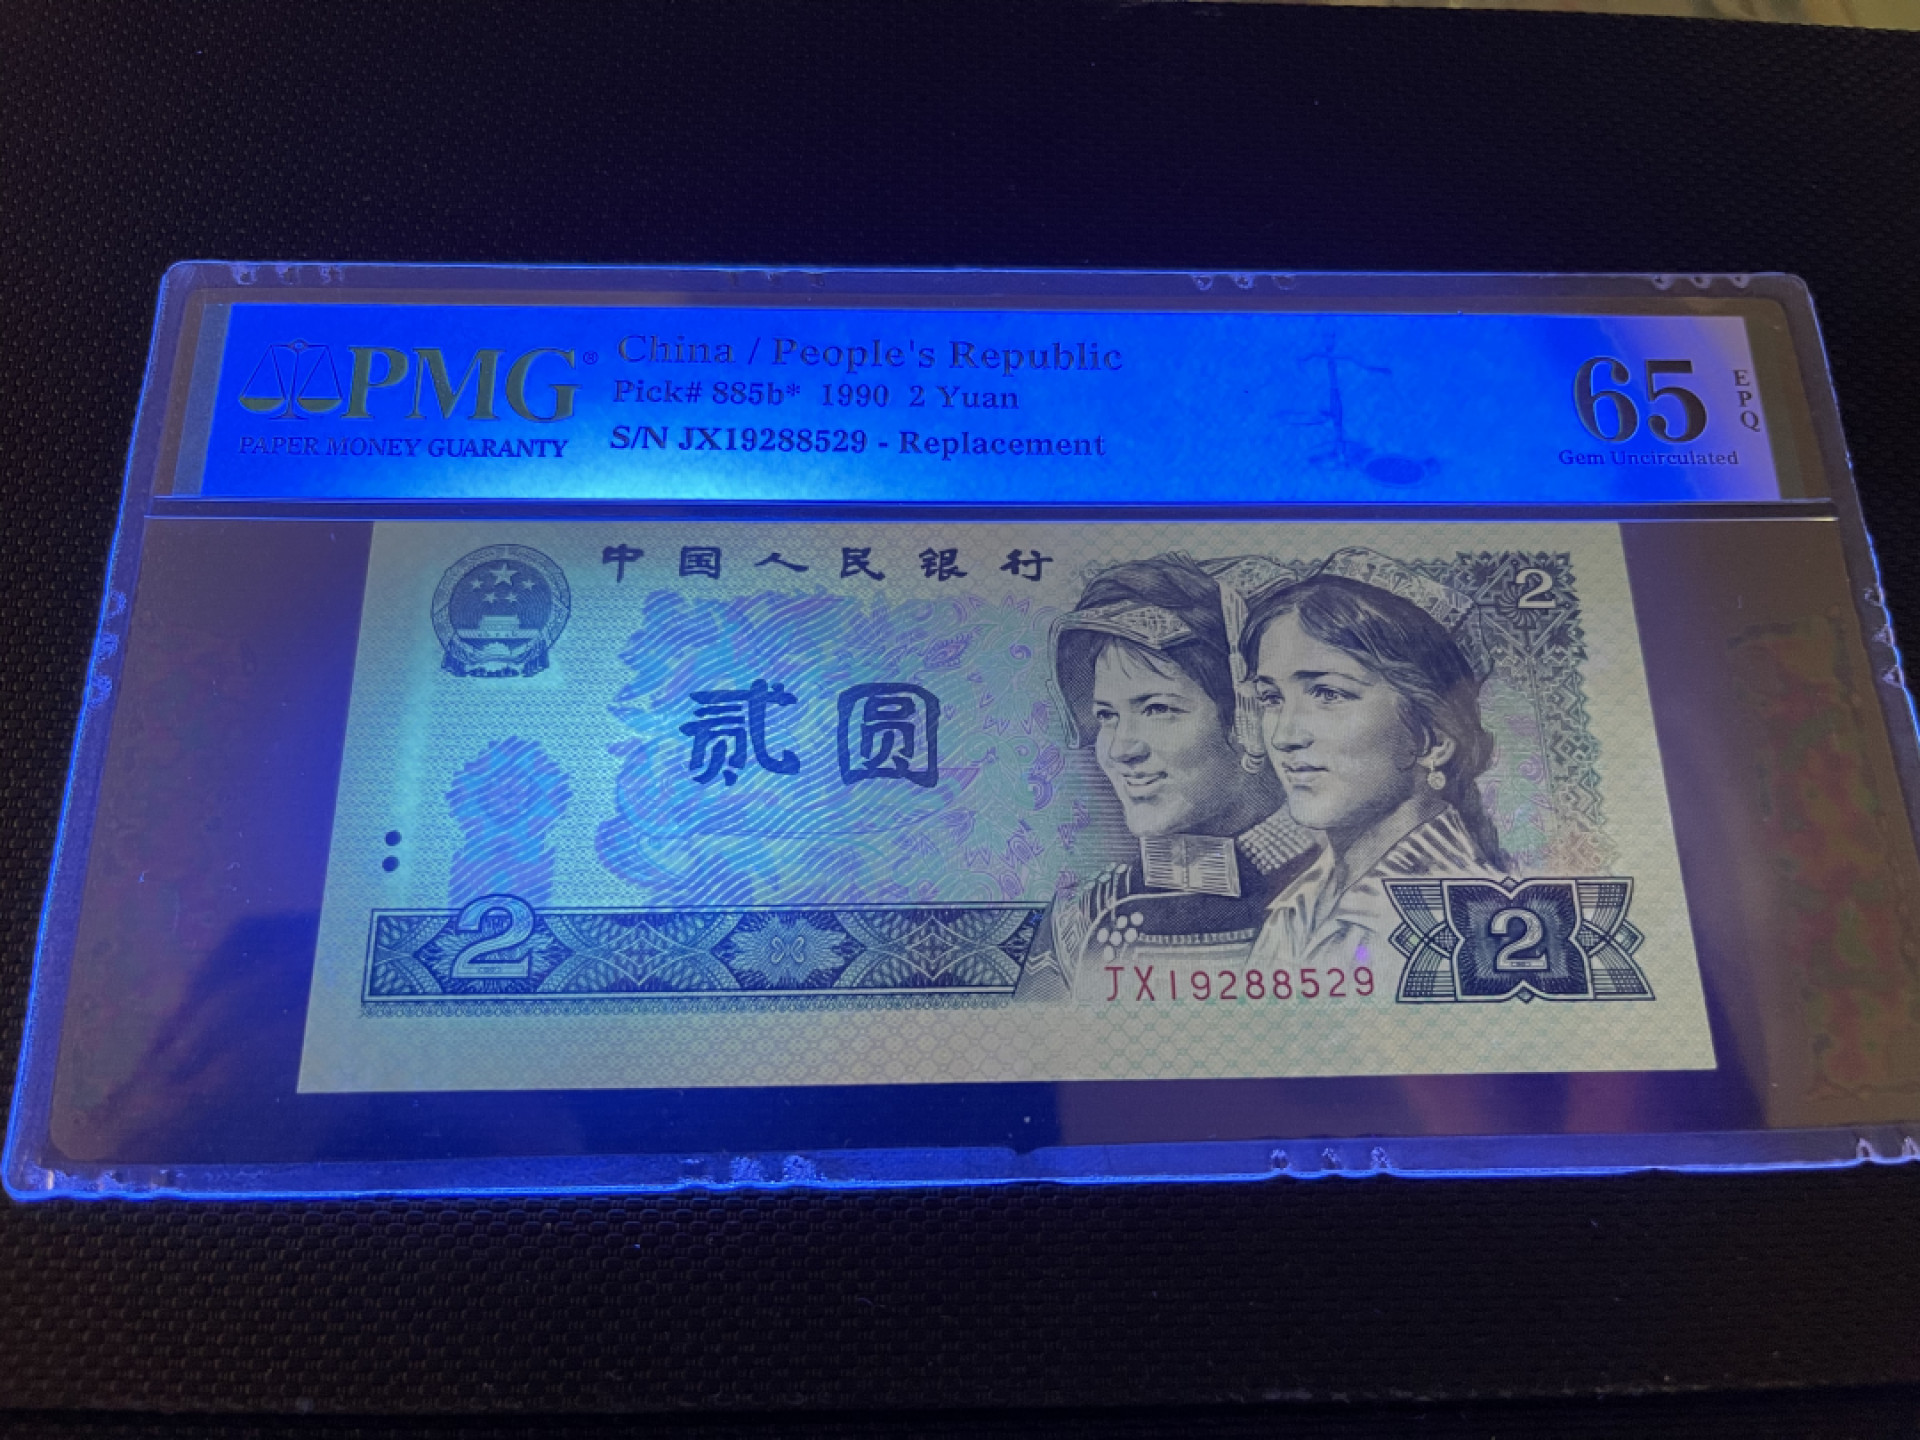 PMG®
PAPER MONEY GUARANTY
China / People's Republic
Pick# 885b* 1990 2 Yuan
S/N JX19288529 - Replacement
65
EPQ
Gem Uncirculated
中国人民银行
2
贰圆
2
JX19288529
2